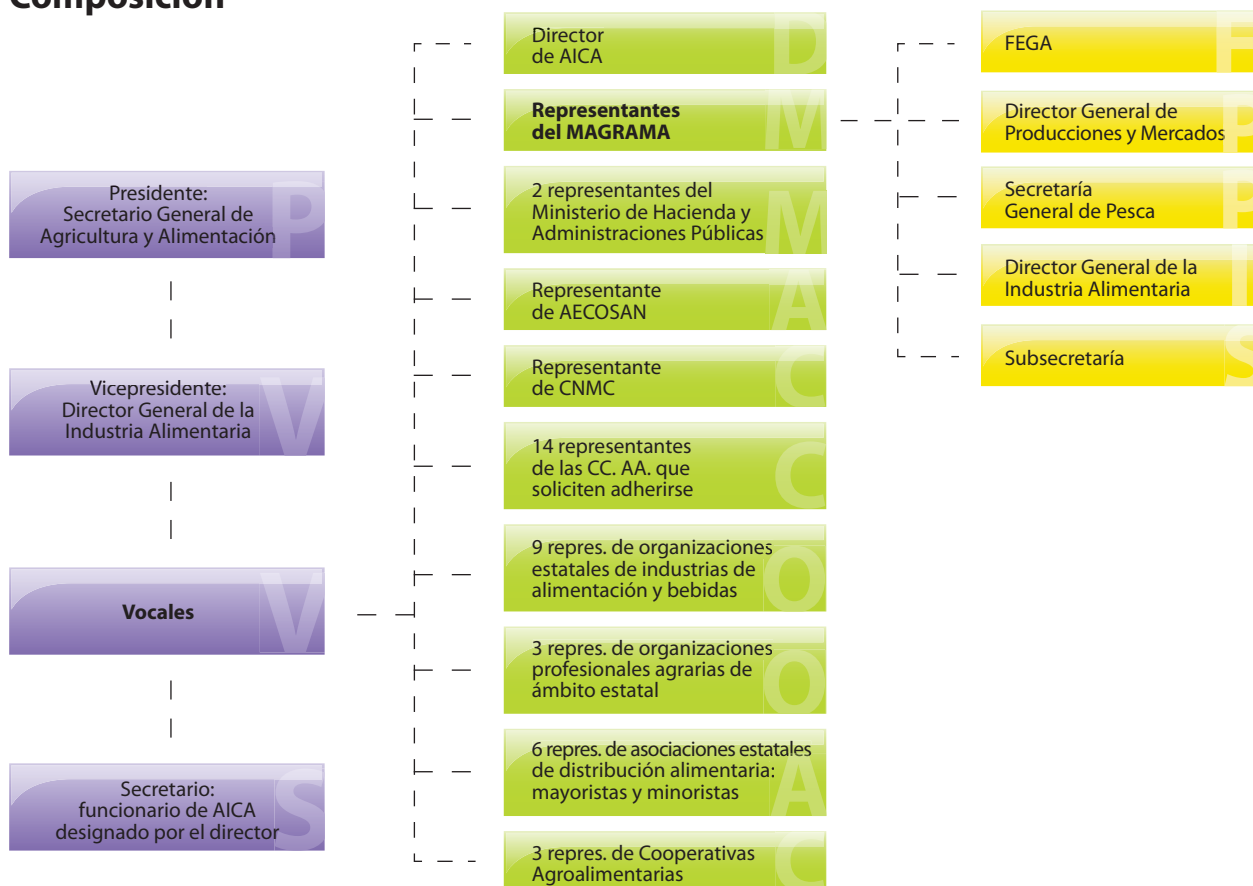 Composición
Presidente:
Secretario General de
Agricultura y Alimentación
P
Vicepresidente:
Director General de la
Industria Alimentaria
V
Vocales
V
Secretario:
funcionario de AICA
designado por el director
S
Director
de AICA
D
Representantes
del MAGRAMA
M
2 representantes del
Ministerio de Hacienda y
Administraciones Públicas
M
Representante
de AECOSAN
A
Representante
de CNMC
C
14 representantes
de las CC. AA. que
soliciten adherirse
C
9 repres. de organizaciones
estatales de industrias de
alimentación y bebidas
O
3 repres. de organizaciones
profesionales agrarias de
ámbito estatal
O
6 repres. de asociaciones estatales
de distribución alimentaria:
mayoristas y minoristas
A
3 repres. de Cooperativas
Agroalimentarias
C
FEGA
F
Director General de
Producciones y Mercados
P
Secretaría
General de Pesca
P
Director General de la
Industria Alimentaria
I
Subsecretaría
S